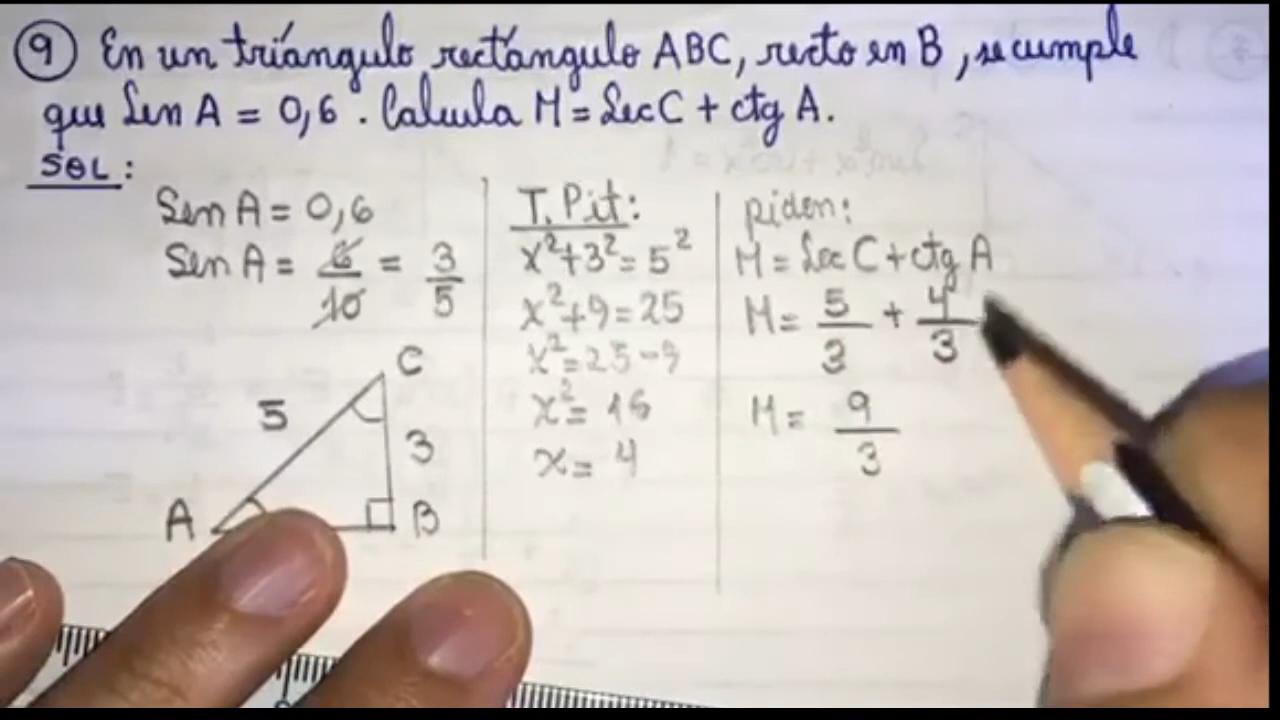 9 En un triángulo rectángulo ABC, recto en B, se cumple
que Sen A = 0,6. Calcula M = Sec C + ctg A.
SOL:
Sen A = 0,6
Sen A = 6/10 = 3/5
C
5
3
A
B
T. Pit:
x²+3²=5²
x²+9=25
x²=25-9
x²= 16
x= 4
piden:
M = Sec C + ctg A
M = 5/3 + 4/3
M = 9/3